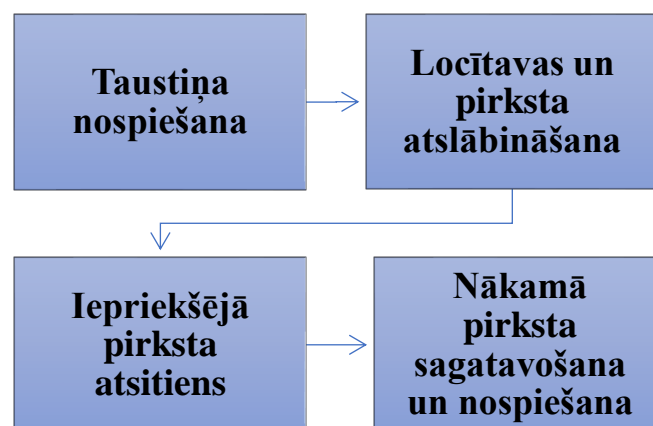 Taustiņa
nospiešana
Locītavas un
pirksta
atslābināšana
Iepriekšējā
pirksta
atsitiens
Nākamā
pirksta
sagatavošana
un nospiešana